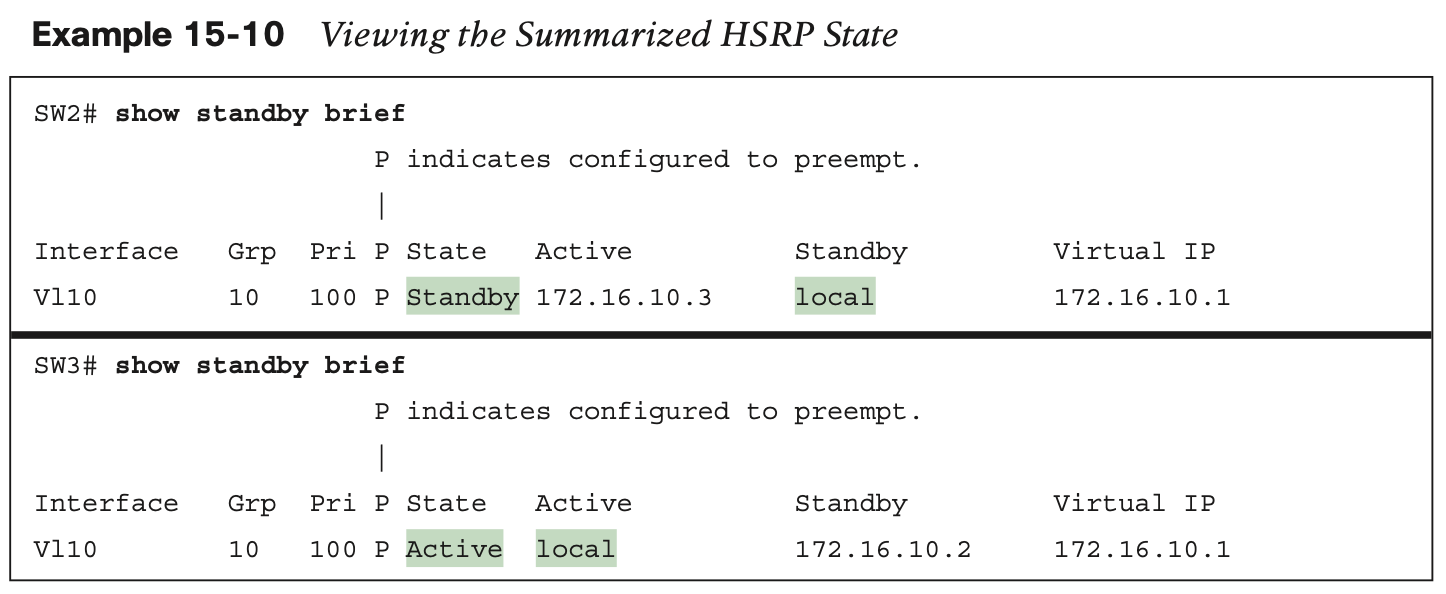 Example 15-10 Viewing the Summarized HSRP State
SW2# show standby brief
P indicates configured to preempt.
|
Interface Grp Pri P State Active Standby Virtual IP
Vl10 10 100 P Standby 172.16.10.3 local 172.16.10.1
SW3# show standby brief
P indicates configured to preempt.
|
Interface Grp Pri P State Active Standby Virtual IP
Vl10 10 100 P Active local 172.16.10.2 172.16.10.1